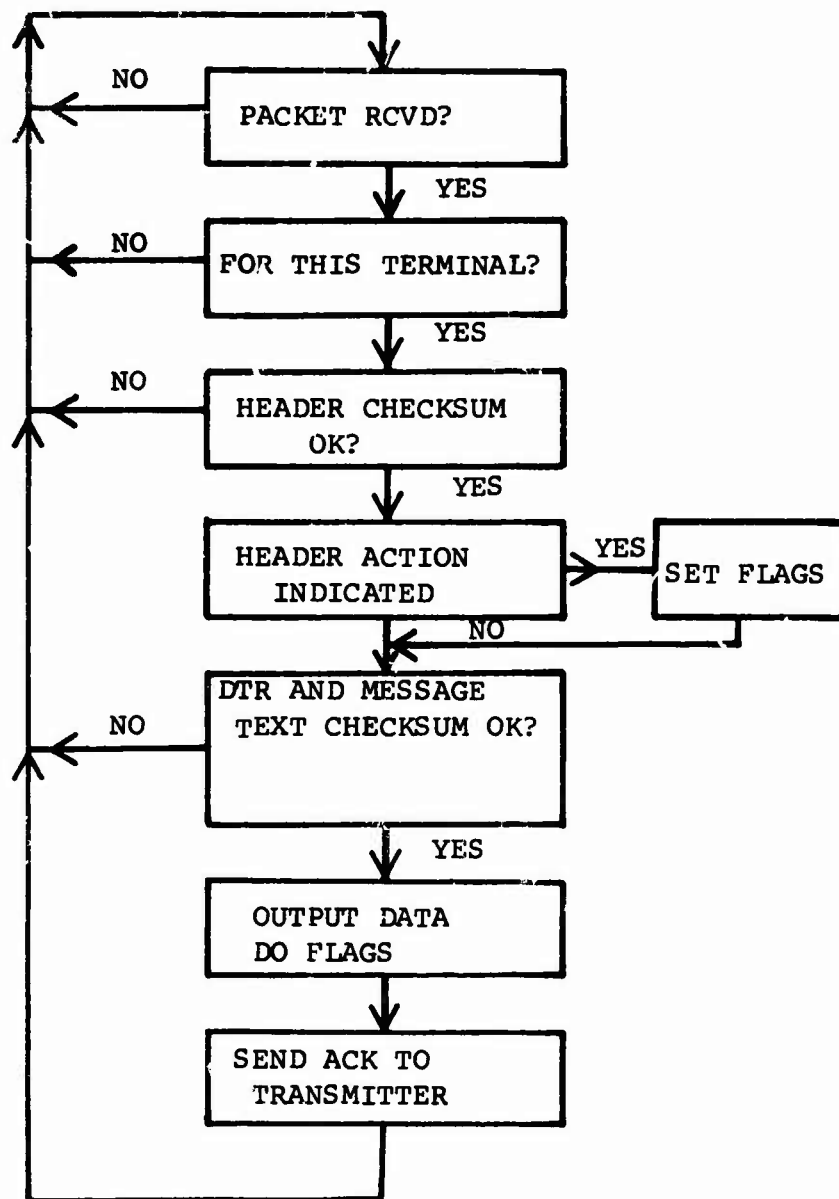 NO
PACKET RCVD?
YES
NO
FOR THIS TERMINAL?
YES
NO
HEADER CHECKSUM
OK?
YES
HEADER ACTION
INDICATED
YES
SET FLAGS
NO
DTR AND MESSAGE
TEXT CHECKSUM OK?
NO
YES
OUTPUT DATA
DO FLAGS
SEND ACK TO
TRANSMITTER